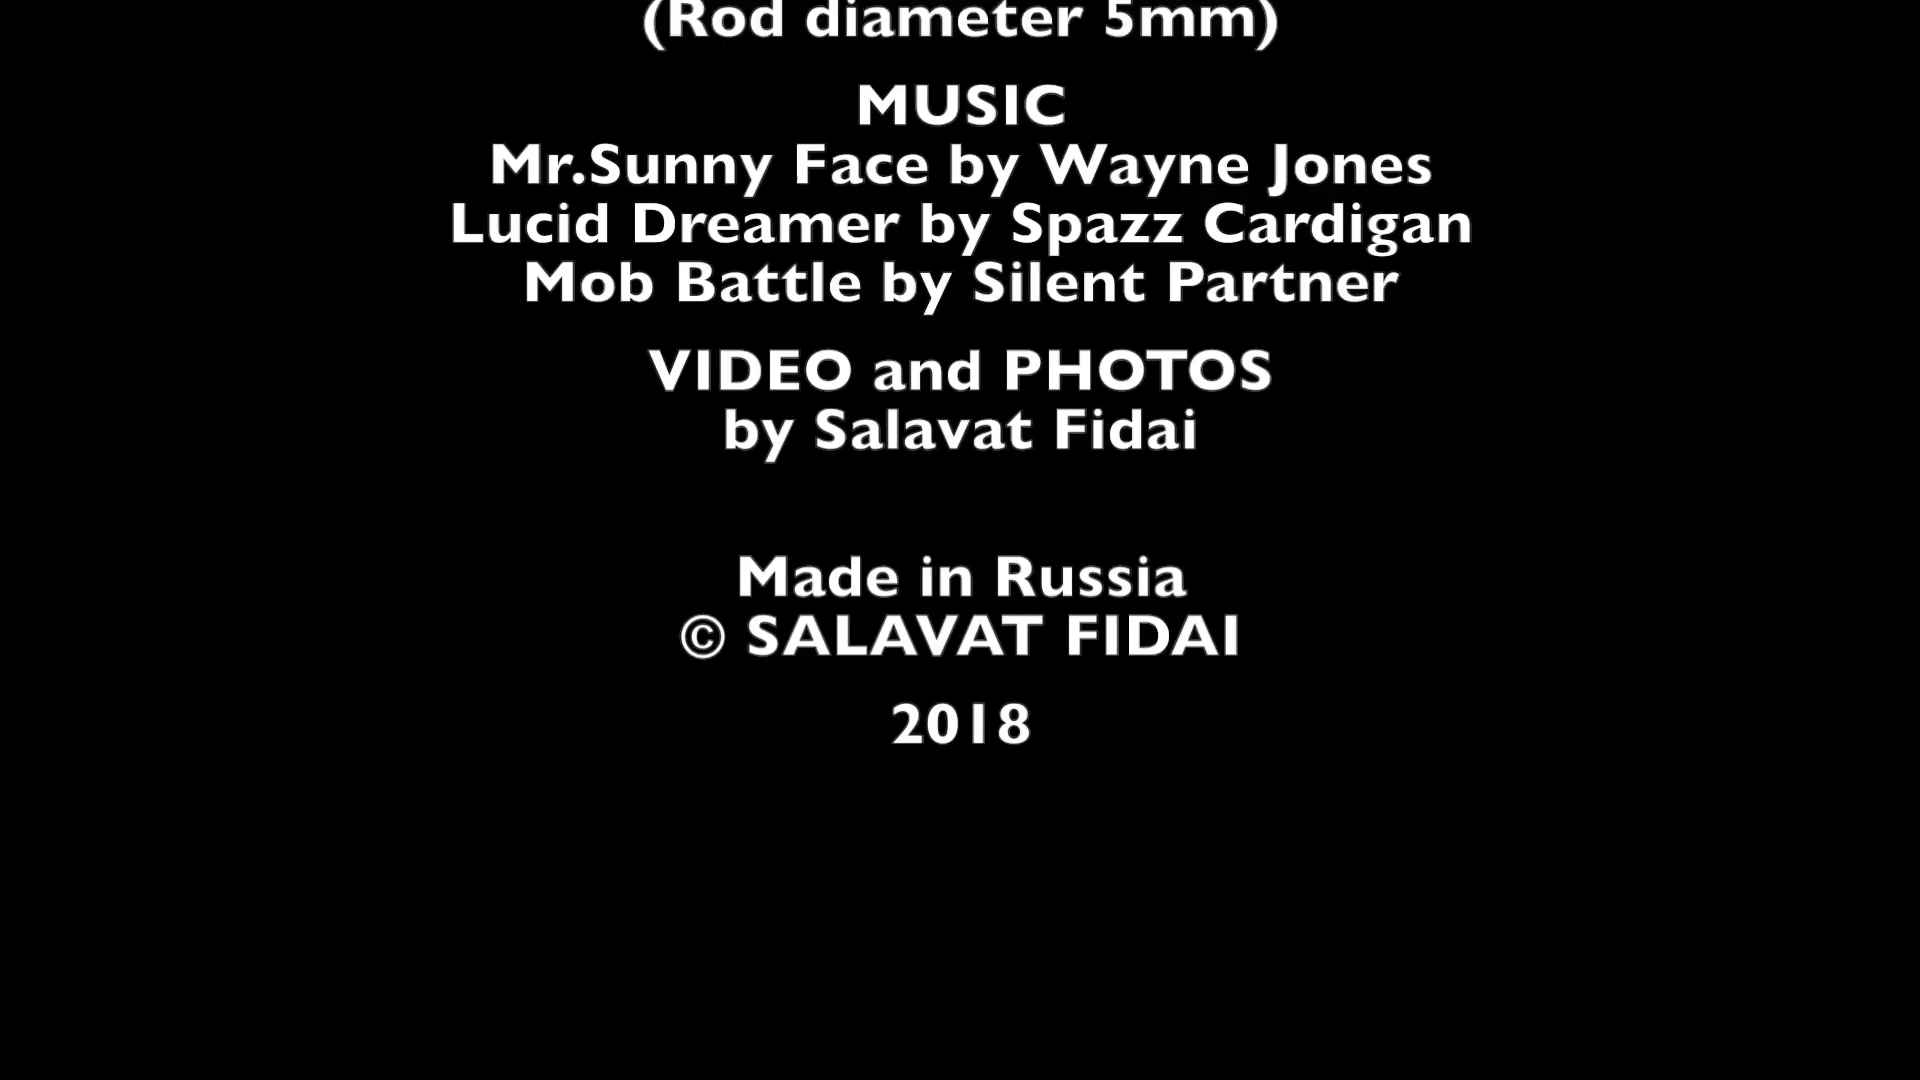 (Rod diameter 5mm)
MUSIC
Mr.Sunny Face by Wayne Jones
Lucid Dreamer by Spazz Cardigan
Mob Battle by Silent Partner
VIDEO and PHOTOS
by Salavat Fidai
Made in Russia
© SALAVAT FIDAI
2018